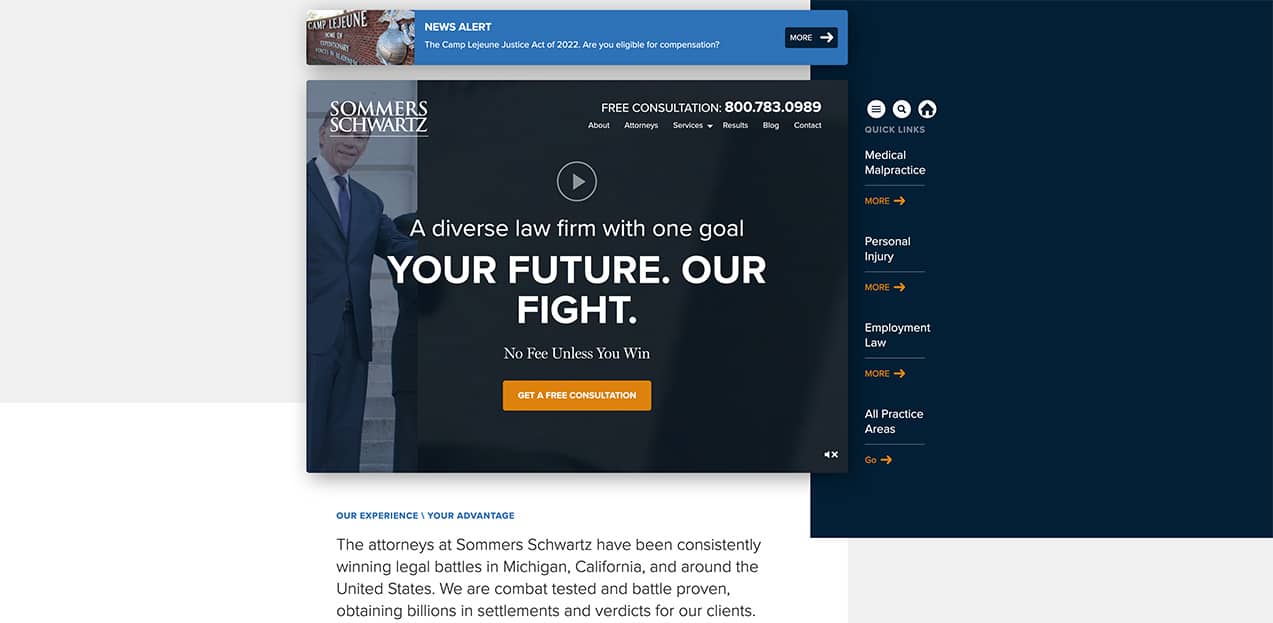 CAMP LEJEUNE
HOME OF
EXPEDITIONARY
FORCES IN READINESS
NEWS ALERT
The Camp Lejeune Justice Act of 2022. Are you eligible for compensation?
MORE
SOMMERS
SCHWARTZ
FREE CONSULTATION: 800.783.0989
About Attorneys Services Results Blog Contact
A diverse law firm with one goal
YOUR FUTURE. OUR
FIGHT.
No Fee Unless You Win
GET A FREE CONSULTATION
QUICK LINKS
Medical
Malpractice
MORE
Personal
Injury
MORE
Employment
Law
MORE
All Practice
Areas
Go
OUR EXPERIENCE \ YOUR ADVANTAGE
The attorneys at Sommers Schwartz have been consistently
winning legal battles in Michigan, California, and around the
United States. We are combat tested and battle proven,
obtaining billions in settlements and verdicts for our clients.